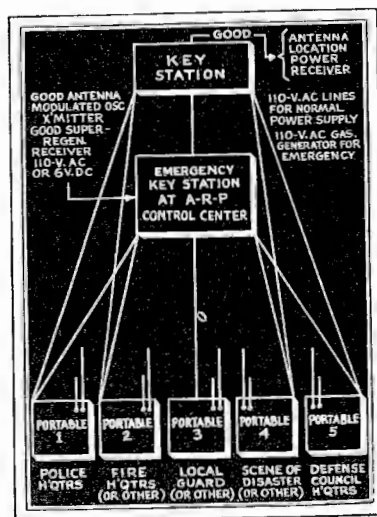 GOOD
ANTENNA
LOCATION
POWER
RECEIVER
KEY
STATION
GOOD ANTENNA
MODULATED OSC
X'MITTER
GOOD SUPER-
REGEN.
RECEIVER
110-V. AC
OR 6V. DC
110-V. AC LINES
FOR NORMAL
POWER SUPPLY
110-V. AC GAS.
GENERATOR FOR
EMERGENCY
EMERGENCY
KEY STATION
AT A-R-P
CONTROL CENTER
PORTABLE
1
PORTABLE
2
PORTABLE
3
PORTABLE
4
PORTABLE
5
POLICE
H'QTRS
FIRE
H'QTRS
(OR OTHER)
LOCAL
GUARD
(OR OTHER)
SCENE OF
DISASTER
(OR OTHER)
DEFENSE
COUNCIL
H'QTRS